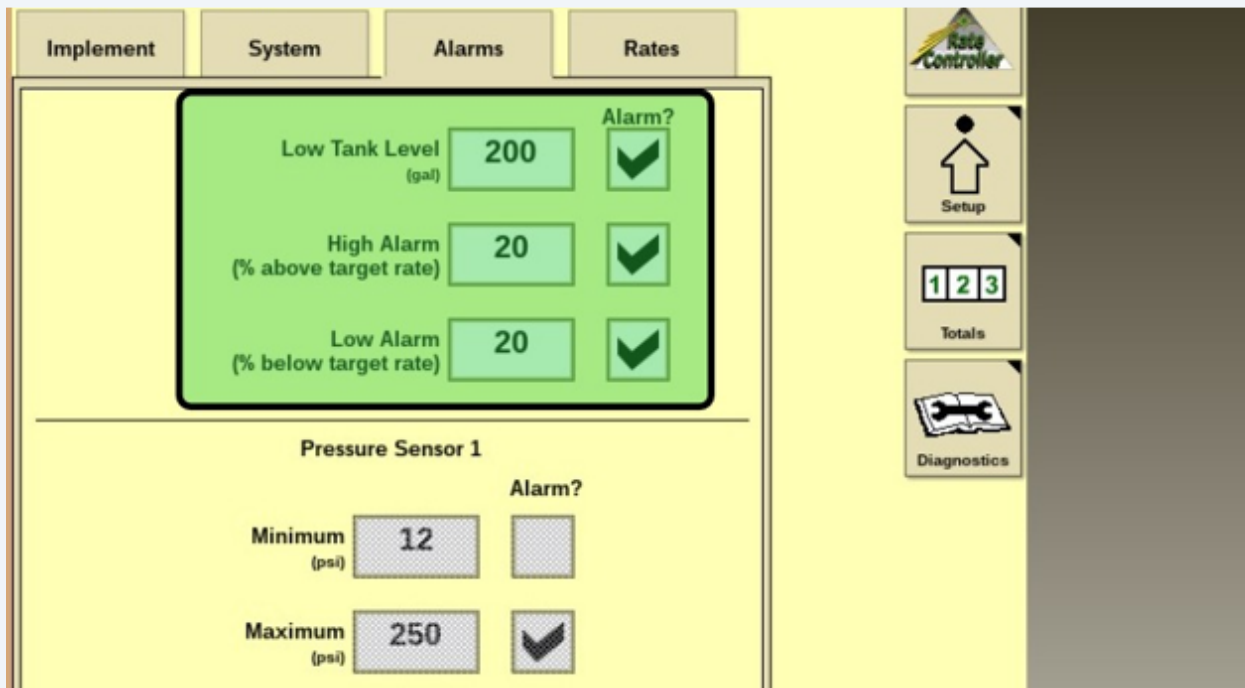 Implement
System
Alarms
Rates
Alarm?
Low Tank Level
(gal)
200
High Alarm
(% above target rate)
20
Low Alarm
(% below target rate)
20
Pressure Sensor 1
Alarm?
Minimum
(psi)
12
Maximum
(psi)
250
Rate
Controller
Setup
1 2 3
Totals
Diagnostics